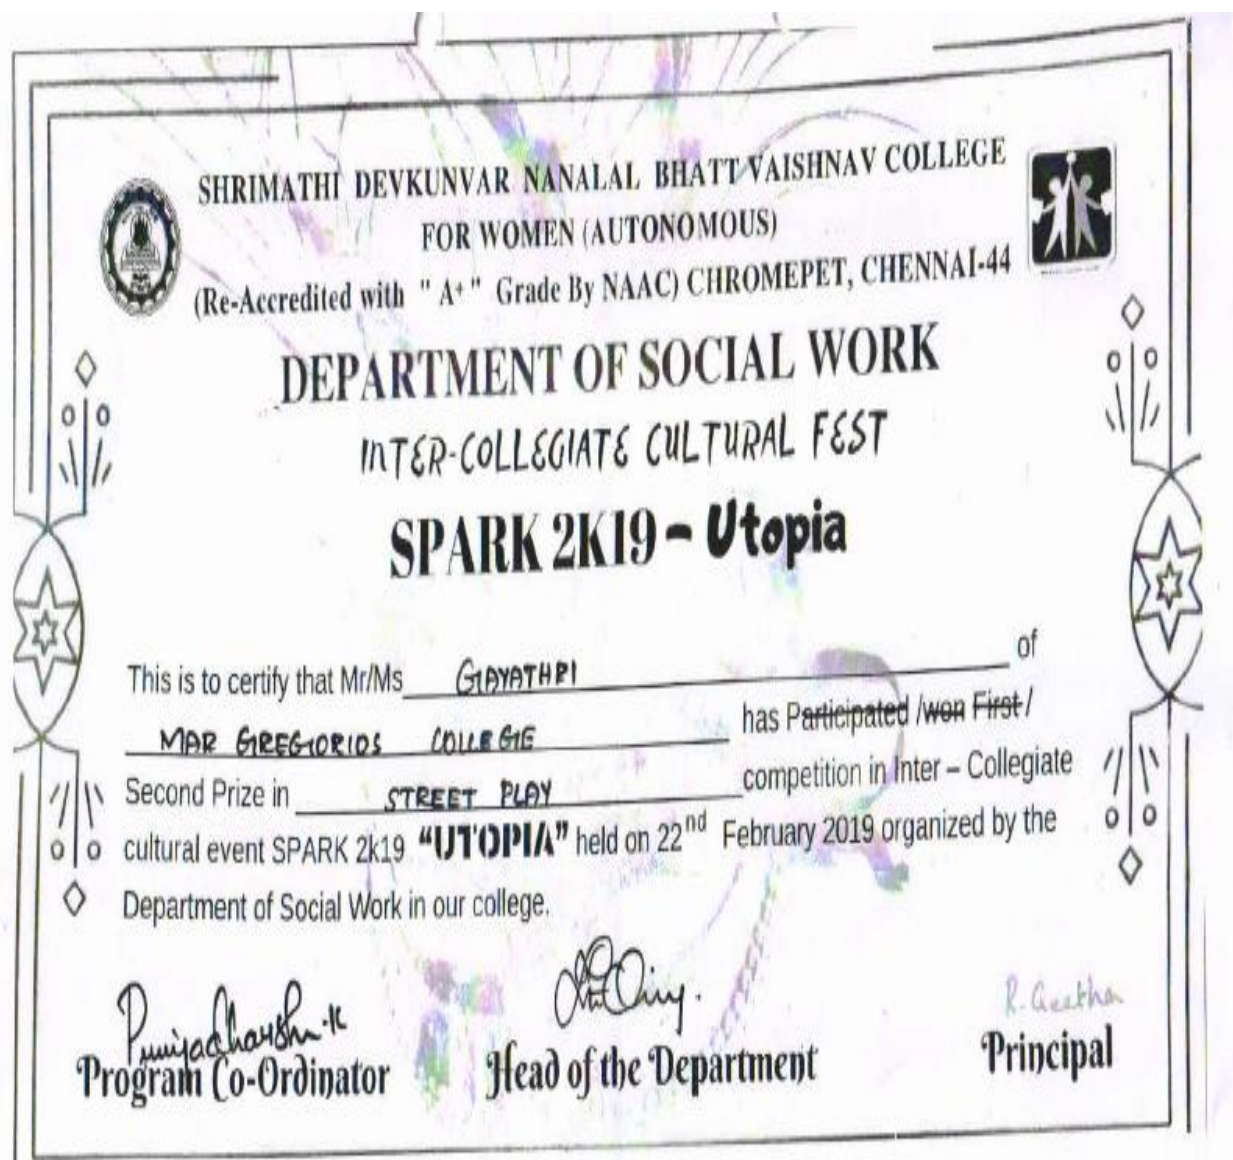 SHRIMATHI DEVKUNVAR NANALAL BHATT VAISHNAV COLLEGE
FOR WOMEN (AUTONOMOUS)
(Re-Accredited with " A+ " Grade By NAAC) CHROMEPET, CHENNAI-44
DEPARTMENT OF SOCIAL WORK
INTER-COLLEGIATE CULTURAL FEST
SPARK 2K19 - Utopia
This is to certify that Mr/Ms GAYATHRI of
MAR GREGORIOS COLLEGE has Participated /won First /
Second Prize in STREET PLAY competition in Inter – Collegiate
cultural event SPARK 2k19 "UTOPIA" held on 22nd February 2019 organized by the
Department of Social Work in our college.
R. Geetha
Program Co-Ordinator Head of the Department Principal